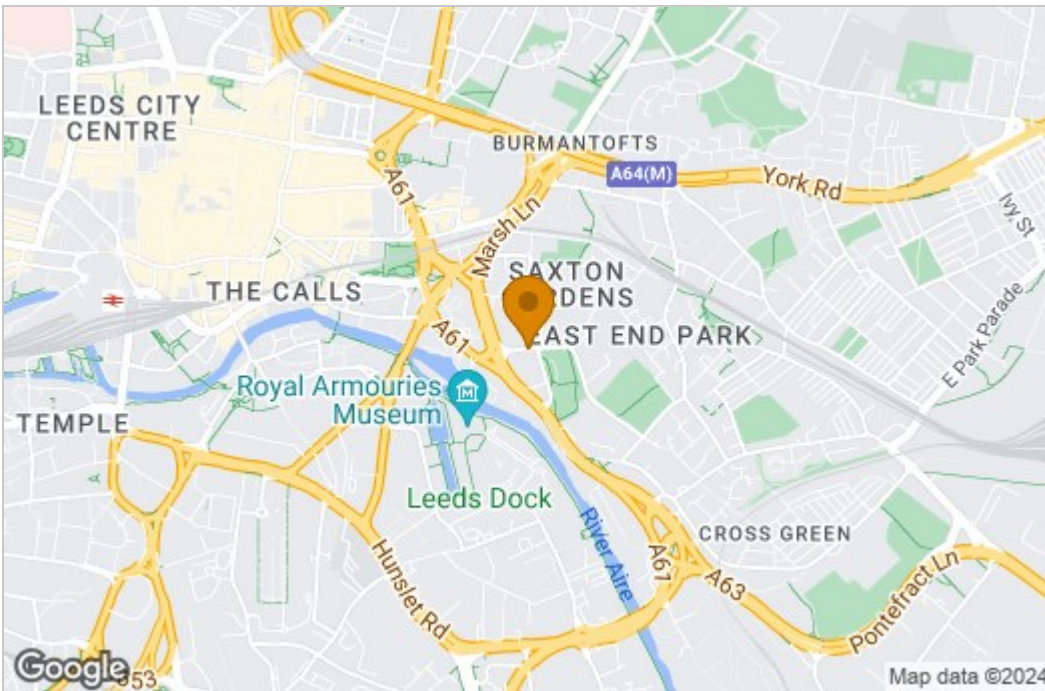 LEEDS CITY
CENTRE
BURMANTOFTS
A64(M)
York Rd
Ivy St
A61
Marsh Ln
SAXTON
GARDENS
THE CALLS
EAST END PARK
A61
E Park Parade
Royal Armouries
Museum
M
TEMPLE
Leeds Dock
River Aire
CROSS GREEN
A61
A63
Hunslet Rd
Pontefract Ln
Google
Map data ©2024